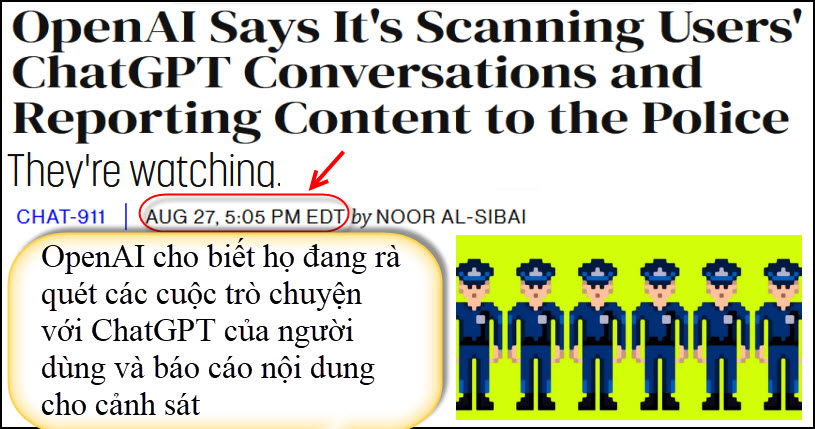 OpenAI Says It's Scanning Users'
ChatGPT Conversations and
Reporting Content to the Police
They're watching.
CHAT-911 | AUG 27, 5:05 PM EDT by NOOR AL-SIBAI
OpenAI cho biết họ đang rà
quét các cuộc trò chuyện
với ChatGPT của người
dùng và báo cáo nội dung
cho cảnh sát